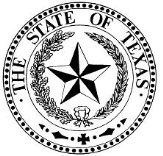 · THE STATE OF TEXAS ·